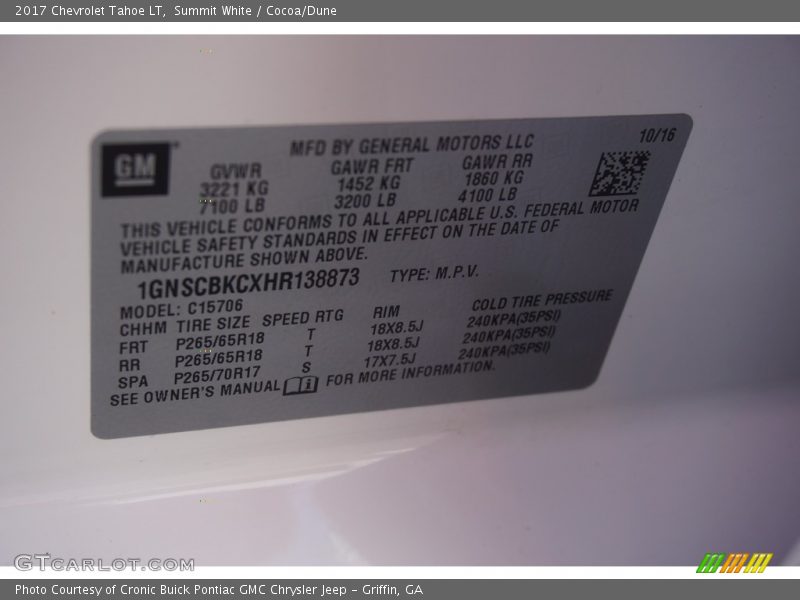 2017 Chevrolet Tahoe LT, Summit White / Cocoa/Dune
GM
MFD BY GENERAL MOTORS LLC
10/16
GVWR GAWR FRT GAWR RR
3221 KG 1452 KG 1860 KG
7100 LB 3200 LB 4100 LB
THIS VEHICLE CONFORMS TO ALL APPLICABLE U.S. FEDERAL MOTOR
VEHICLE SAFETY STANDARDS IN EFFECT ON THE DATE OF
MANUFACTURE SHOWN ABOVE.
1GNSCBKCXHR138873 TYPE: M.P.V.
MODEL: C15706
CHHM TIRE SIZE SPEED RTG RIM COLD TIRE PRESSURE
FRT P265/65R18 T 18X8.5J 240KPA(35PSI)
RR P265/65R18 T 18X8.5J 240KPA(35PSI)
SPA P265/70R17 S 17X7.5J 240KPA(35PSI)
SEE OWNER'S MANUAL i FOR MORE INFORMATION.
GTcarlot.com
Photo Courtesy of Cronic Buick Pontiac GMC Chrysler Jeep - Griffin, GA